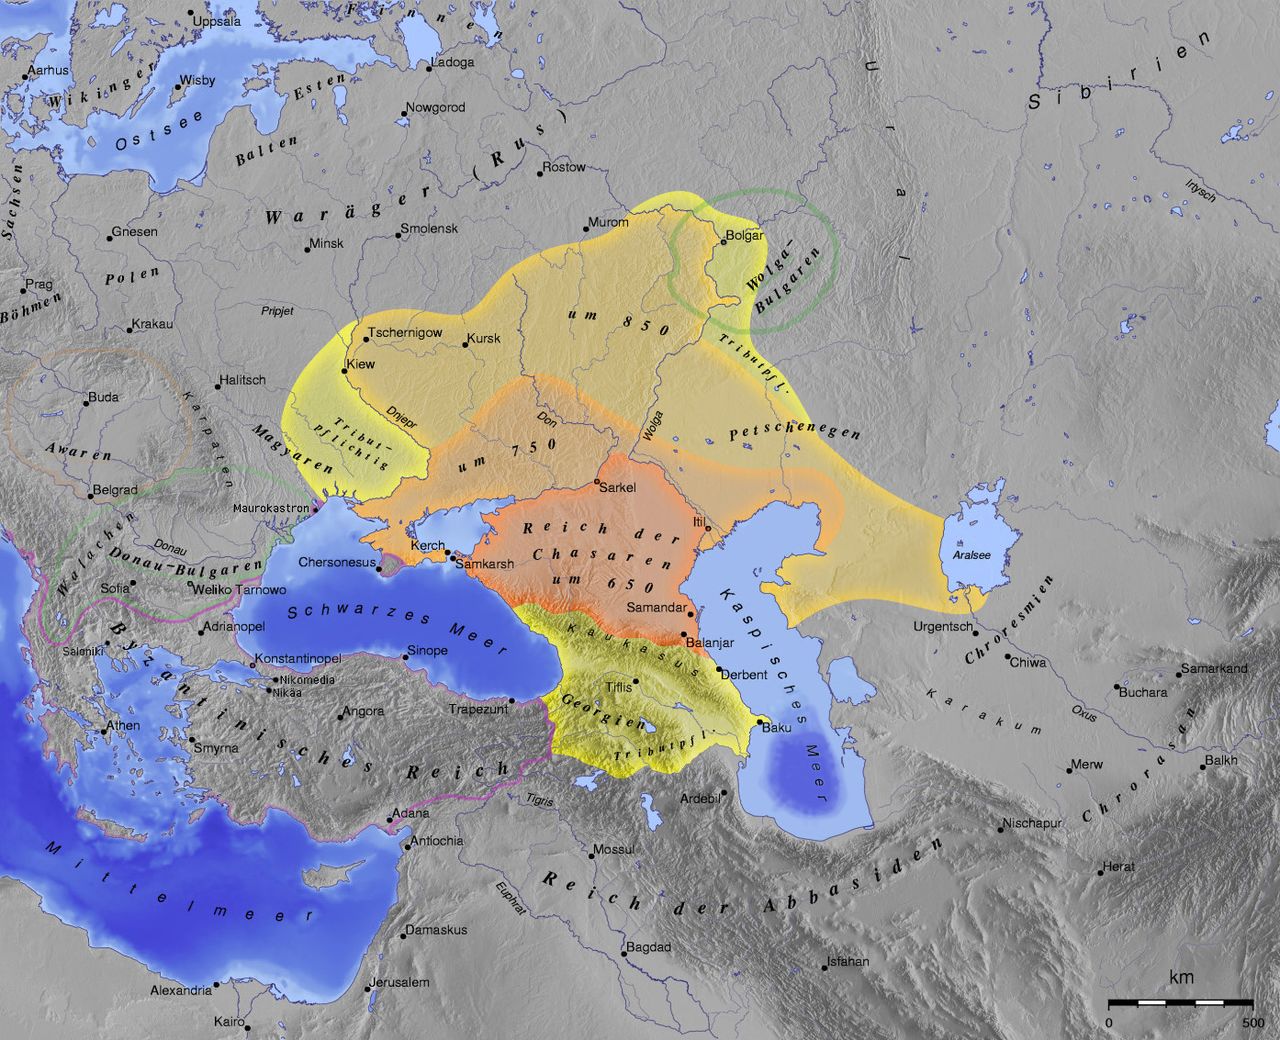 Uppsala
Finnen
Ladoga
Aarhus
Wikinger
Wisby
Esten
Nowgorod
Ostsee
Balten
Waräger (Rus)
Rostow
Ural
Sibirien
Irtysch
Sachsen
Gnesen
Minsk
Smolensk
Murom
Bolgar
Wolga-
Bulgaren
Polen
Prag
Böhmen
Krakau
Pripjet
Tschernigow
Kursk
um 850
Tributpfl.
Kiew
Halitsch
Buda
Karpaten
Dnjepr
Don
Wolga
Petschenegen
Tribut-
pflichtig
Magyaren
um 750
Awaren
Belgrad
Maurokastron
Sarkel
Itil
Reich der
Chasaren
um 650
Walachen
Donau
Donau-Bulgaren
Sofia
Weliko Tarnowo
Chersonesus
Kerch
Samkarsh
Aralsee
Samandar
Balanjar
Kaspisches Meer
Urgentsch
Chroresmien
Chiwa
Samarkand
Buchara
Oxus
Karakum
Schwarzes Meer
Adrianopel
Saleniki
Byzantinisches Reich
Konstantinopel
Nikomedia
Nikäa
Sinope
Kaukasus
Derbent
Tiflis
Georgien
Tributpfl.
Baku
Trapezunt
Angora
Athen
Smyrna
Merw
Balkh
Chrorasan
Ardebil
Tigris
Adana
Antiochia
Mossul
Nischapur
Herat
Mittelmeer
Euphrat
Reich der Abbasiden
Damaskus
Bagdad
Isfahan
Alexandria
Jerusalem
Kairo
km
0 500